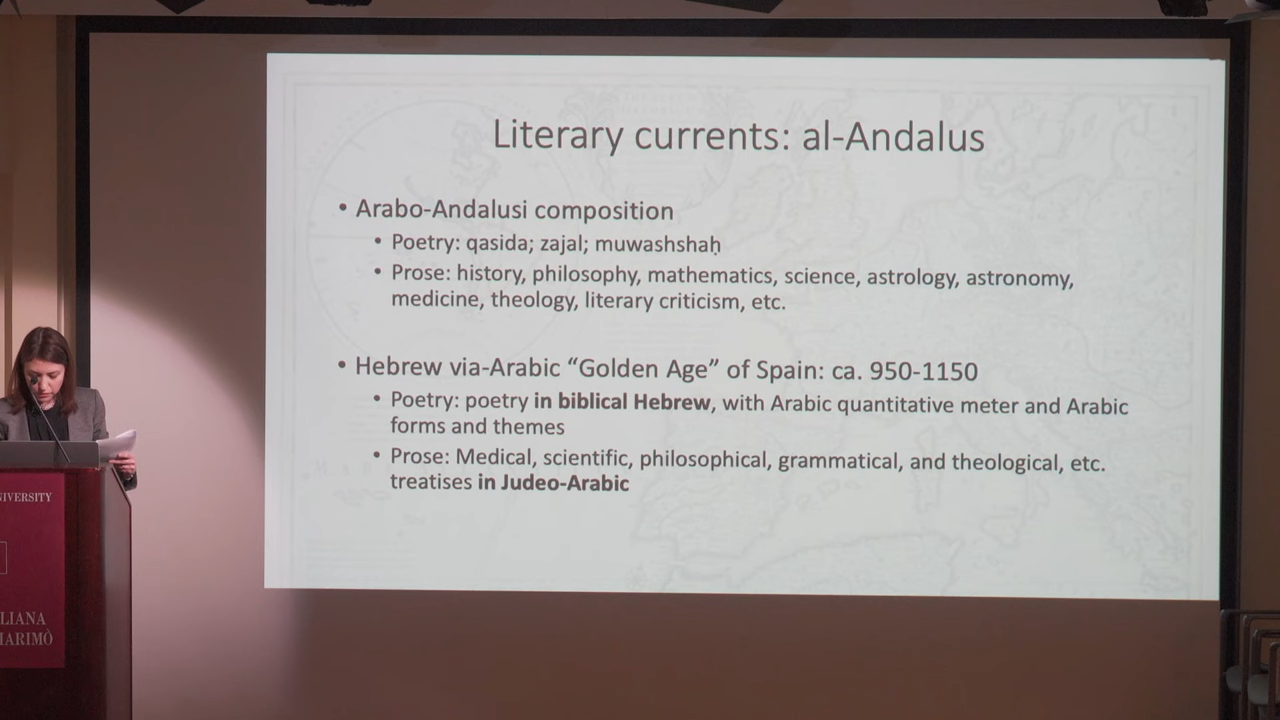 Literary currents: al-Andalus
• Arabo-Andalusi composition
• Poetry: qasida; zajal; muwashshaḥ
• Prose: history, philosophy, mathematics, science, astrology, astronomy,
medicine, theology, literary criticism, etc.
• Hebrew via-Arabic “Golden Age” of Spain: ca. 950-1150
• Poetry: poetry in biblical Hebrew, with Arabic quantitative meter and Arabic
forms and themes
• Prose: Medical, scientific, philosophical, grammatical, and theological, etc.
treatises in Judeo-Arabic
NIVERSITY
LIANA
MARIMÒ